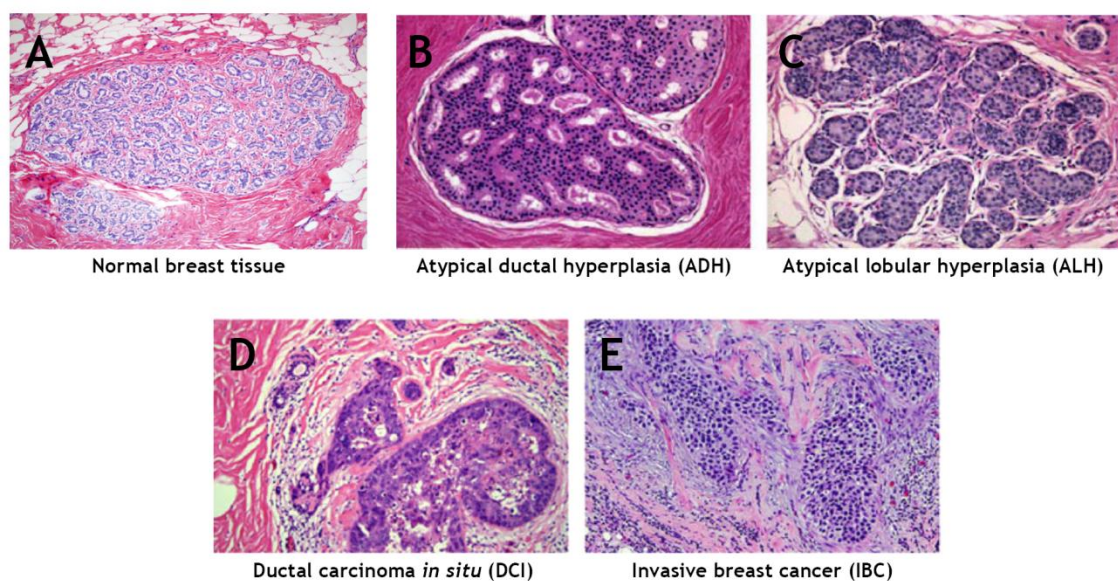 A
B
C
Normal breast tissue
Atypical ductal hyperplasia (ADH)
Atypical lobular hyperplasia (ALH)
D
E
Ductal carcinoma in situ (DCI)
Invasive breast cancer (IBC)